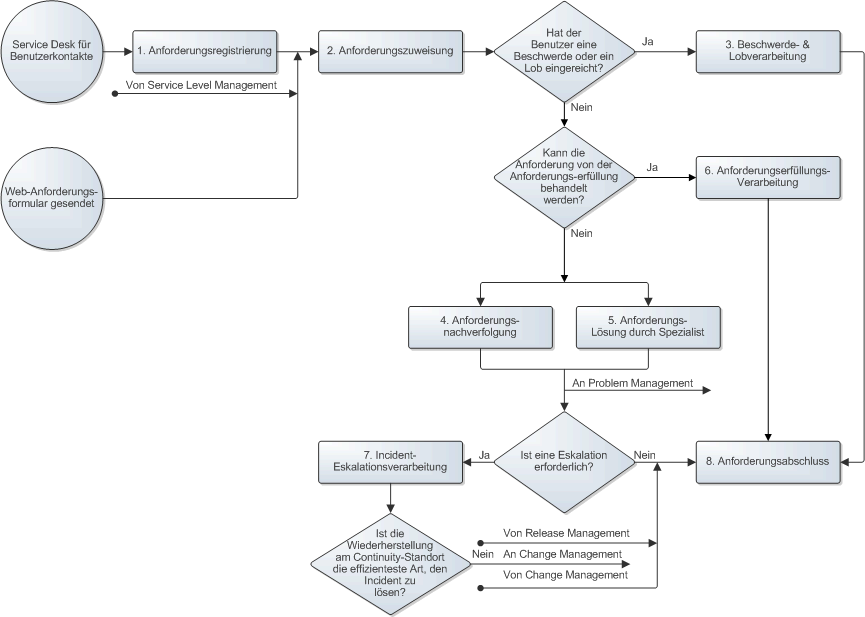 Service Desk für
Benutzerkontakte
1. Anforderungsregistrierung
2. Anforderungszuweisung
Hat der
Benutzer eine
Beschwerde oder ein
Lob eingereicht?
Ja
3. Beschwerde- &
Lobverarbeitung
Von Service Level Management
Nein
Web-Anforderungs-
formular gesendet
Kann die
Anforderung von der
Anforderungs-erfüllung
behandelt
werden?
Ja
6. Anforderungserfüllungs-
Verarbeitung
Nein
4. Anforderungs-
nachverfolgung
5. Anforderungs-
Lösung durch Spezialist
An Problem Management
7. Incident-
Eskalationsverarbeitung
Ja
Ist eine Eskalation
erforderlich?
Nein
8. Anforderungsabschluss
Ist die
Wiederherstellung
am Continuity-Standort
die effizienteste Art, den
Incident zu
lösen?
Von Release Management
Nein
An Change Management
Von Change Management